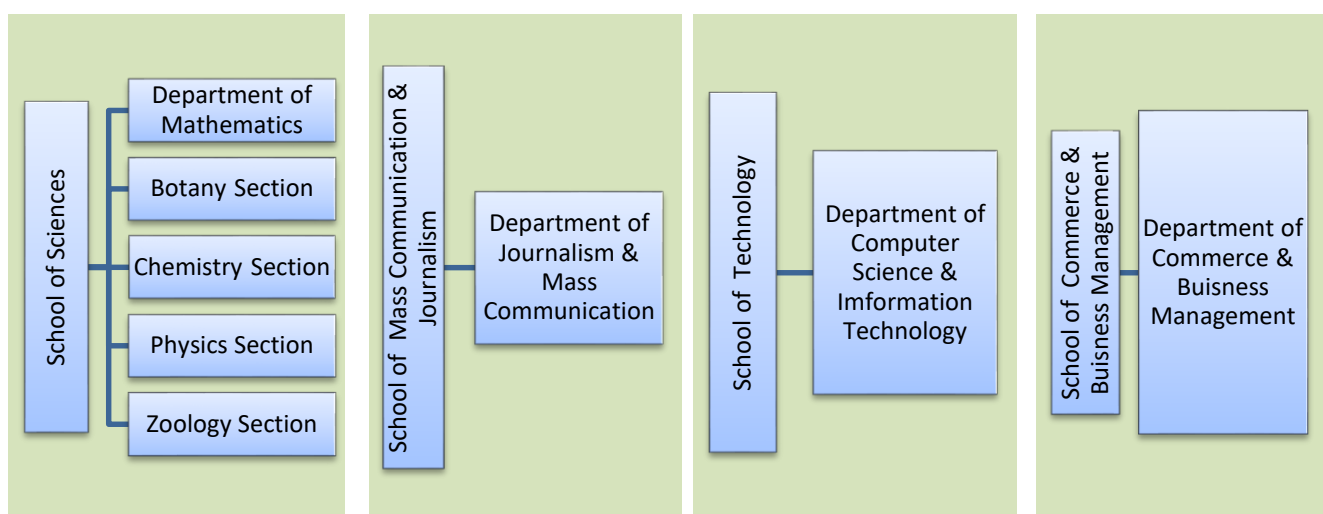 School of Sciences
Department of
Mathematics
Botany Section
Chemistry Section
Physics Section
Zoology Section
School of Mass Communication &
Journalism
Department of
Journalism &
Mass
Communication
School of Technology
Department of
Computer
Science &
Imformation
Technology
School of Commerce &
Buisness Management
Department of
Commerce &
Buisness
Management